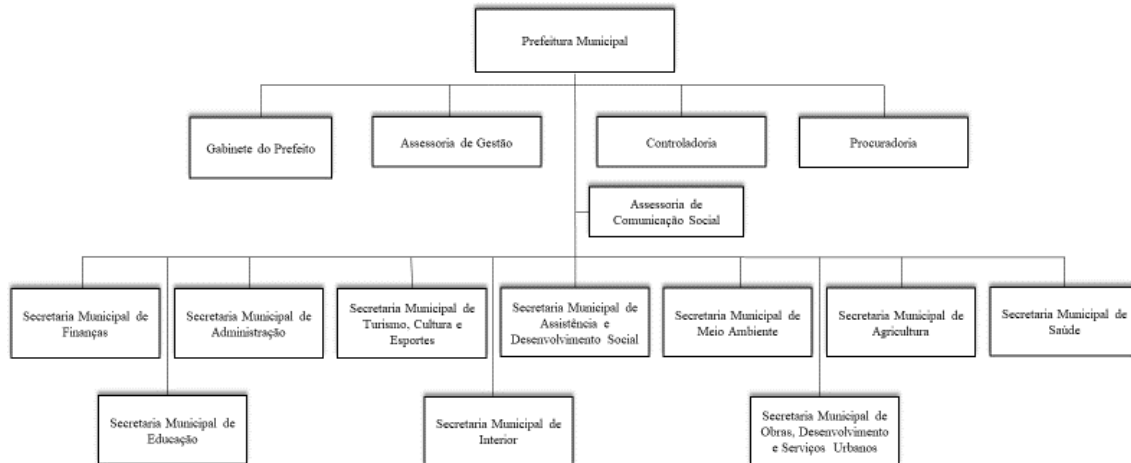 Prefeitura Municipal
Gabinete do Prefeito
Assessoria de Gestão
Controladoria
Procuradoria
Assessoria de
Comunicação Social
Secretaria Municipal de
Finanças
Secretaria Municipal de
Administração
Secretaria Municipal de
Turismo, Cultura e
Esportes
Secretaria Municipal de
Assistência e
Desenvolvimento Social
Secretaria Municipal de
Meio Ambiente
Secretaria Municipal de
Agricultura
Secretaria Municipal de
Saúde
Secretaria Municipal de
Educação
Secretaria Municipal de
Interior
Secretaria Municipal de
Obras, Desenvolvimento
e Serviços Urbanos